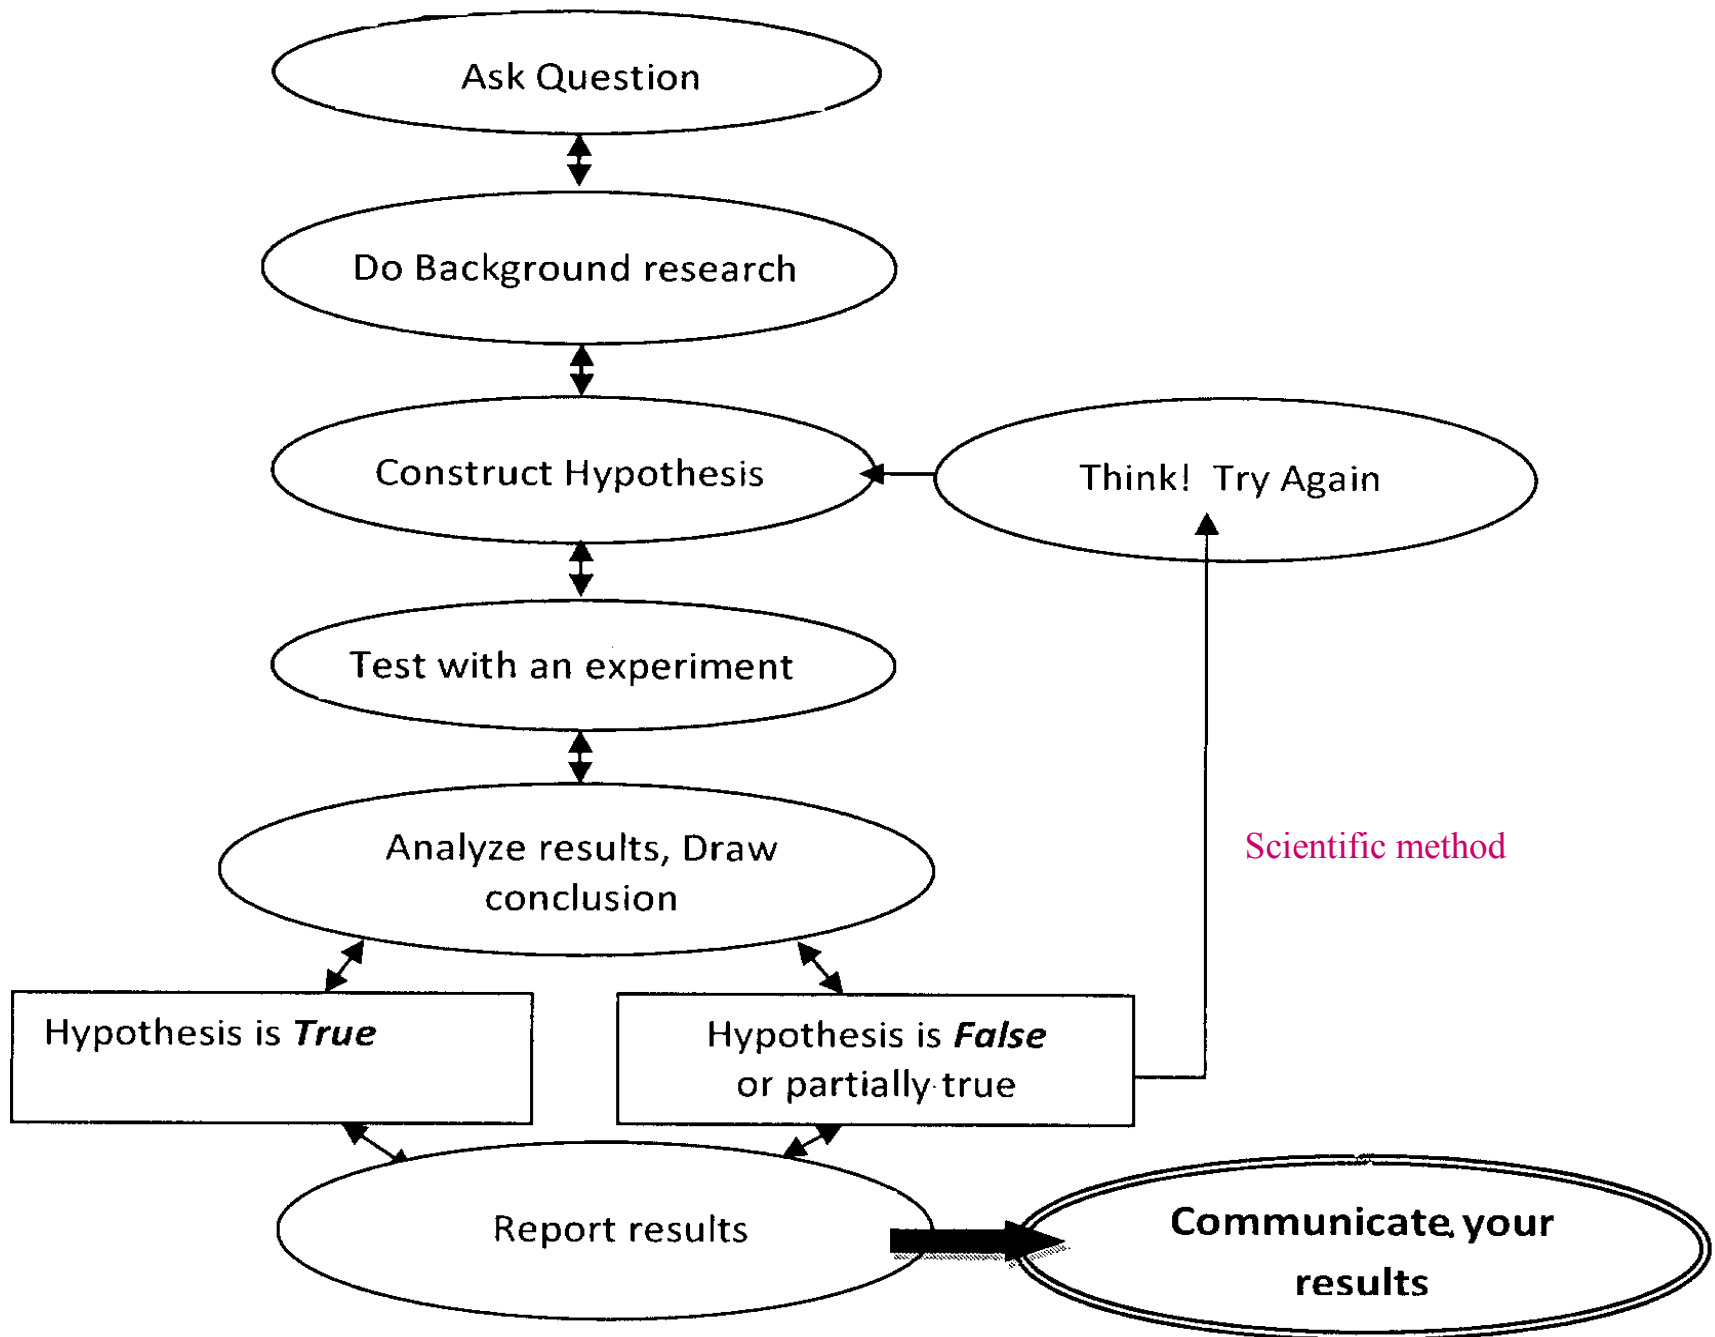 Ask Question
Do Background research
Construct Hypothesis
Think! Try Again
Test with an experiment
Scientific method
Analyze results, Draw
conclusion
Hypothesis is True
Hypothesis is False
or partially true
Report results
Communicate your
results